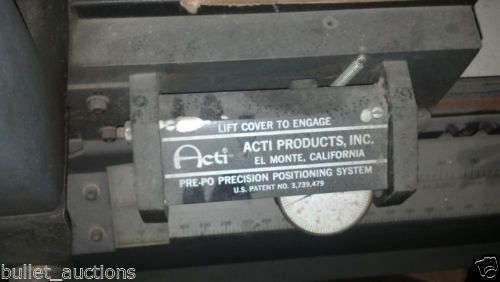 LIFT COVER TO ENGAGE
Acti
ACTI PRODUCTS, INC.
EL MONTE, CALIFORNIA
PRE-PO PRECISION POSITIONING SYSTEM
U.S. PATENT NO. 3,739,479
bullet_auctions